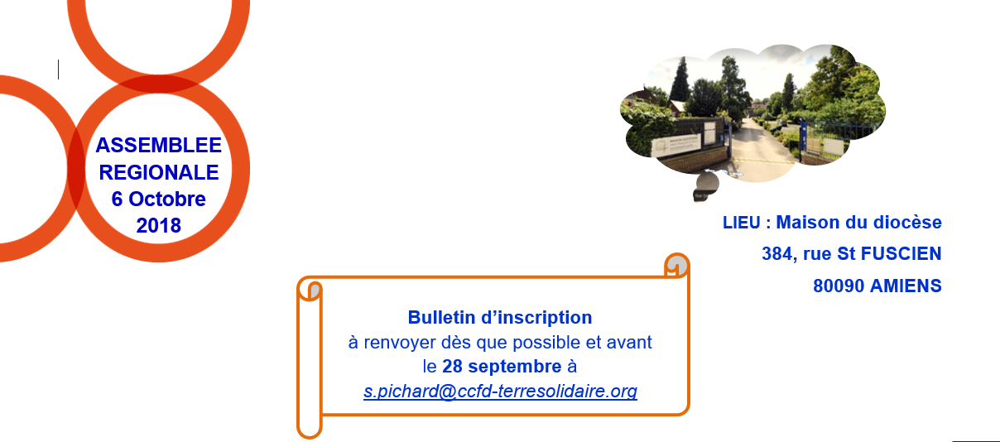 ASSEMBLEE
REGIONALE
6 Octobre
2018
LIEU : Maison du diocèse
384, rue St FUSCIEN
80090 AMIENS
Bulletin d’inscription
à renvoyer dès que possible et avant
le 28 septembre à
s.pichard@ccfd-terresolidaire.org